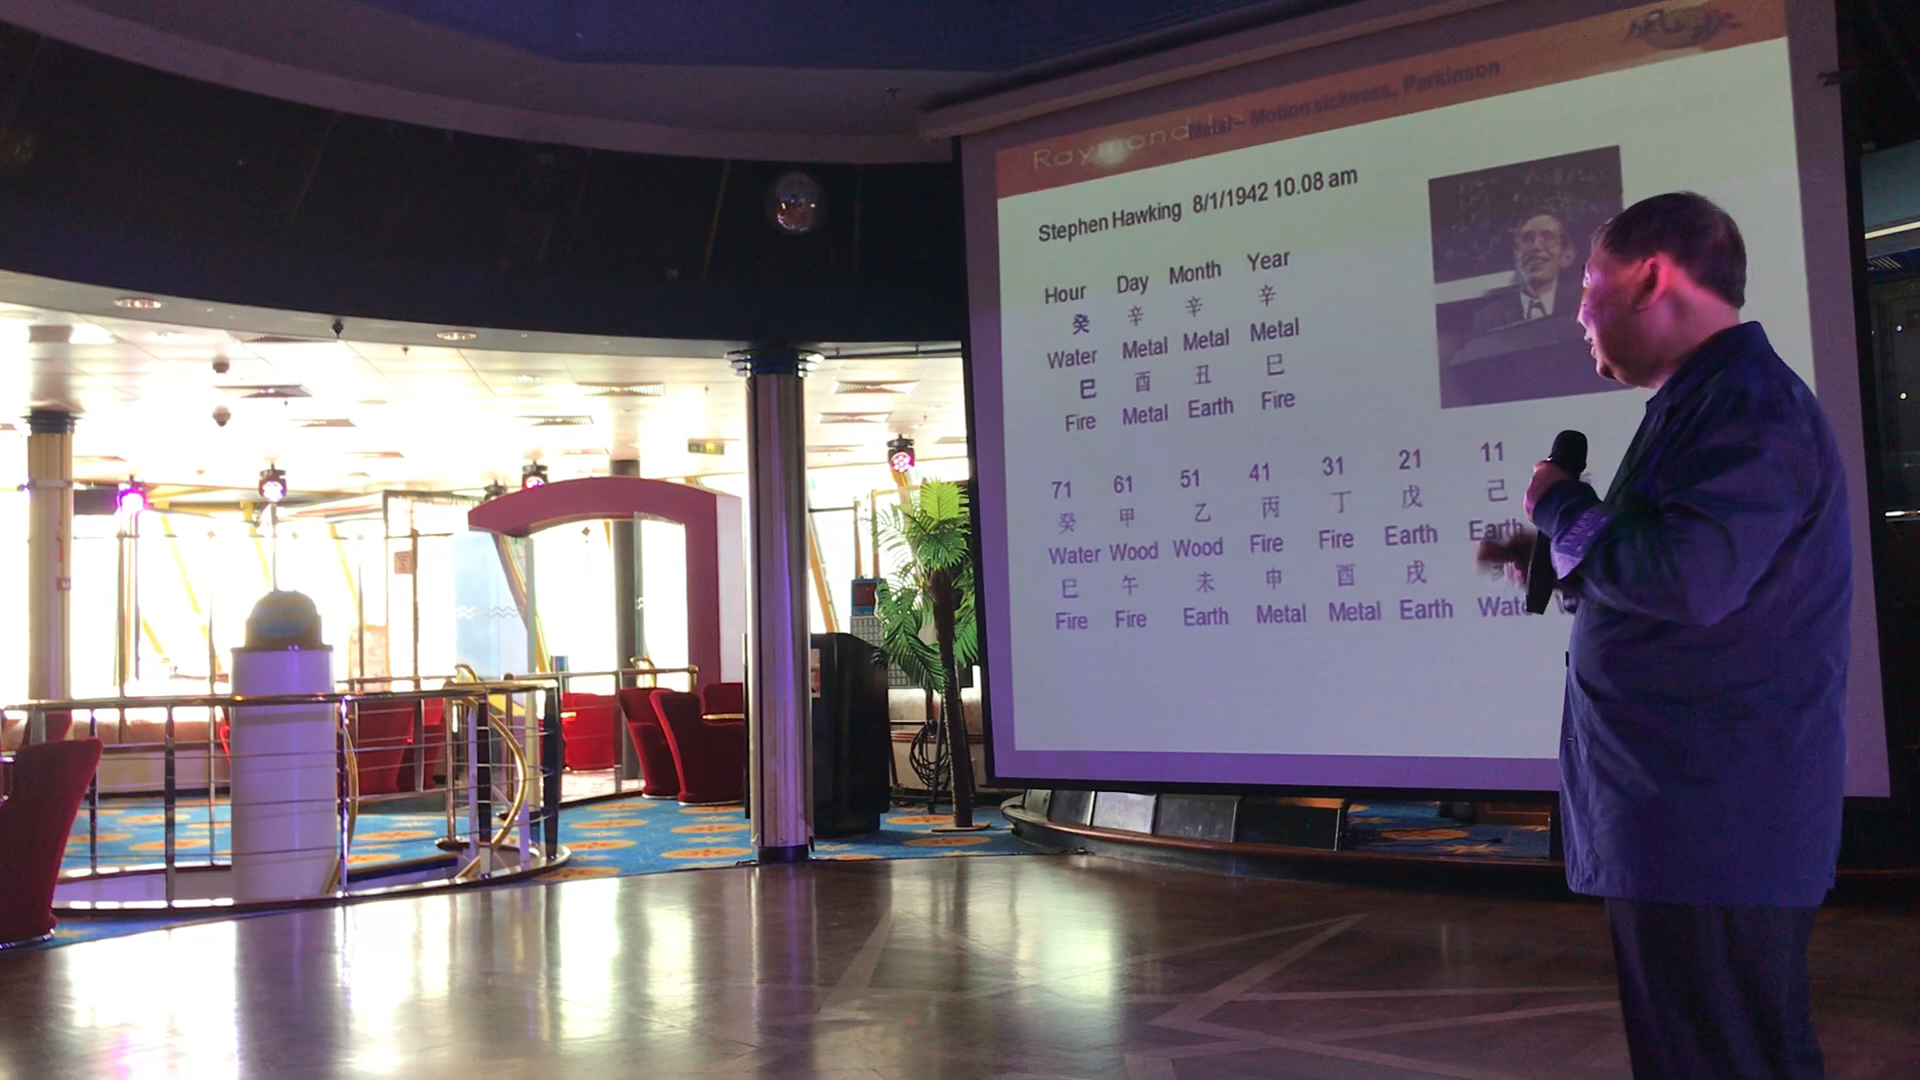 Metal - Motion sickness, Parkinson
Raymond
Stephen Hawking 8/1/1942 10.08 am
Hour Day Month Year
癸 辛 辛 辛
Water Metal Metal Metal
巳 酉 丑 巳
Fire Metal Earth Fire
71 61 51 41 31 21 11
癸 甲 乙 丙 丁 戊 己
Water Wood Wood Fire Fire Earth Earth
巳 午 未 申 酉 戌
Fire Fire Earth Metal Metal Earth Wate